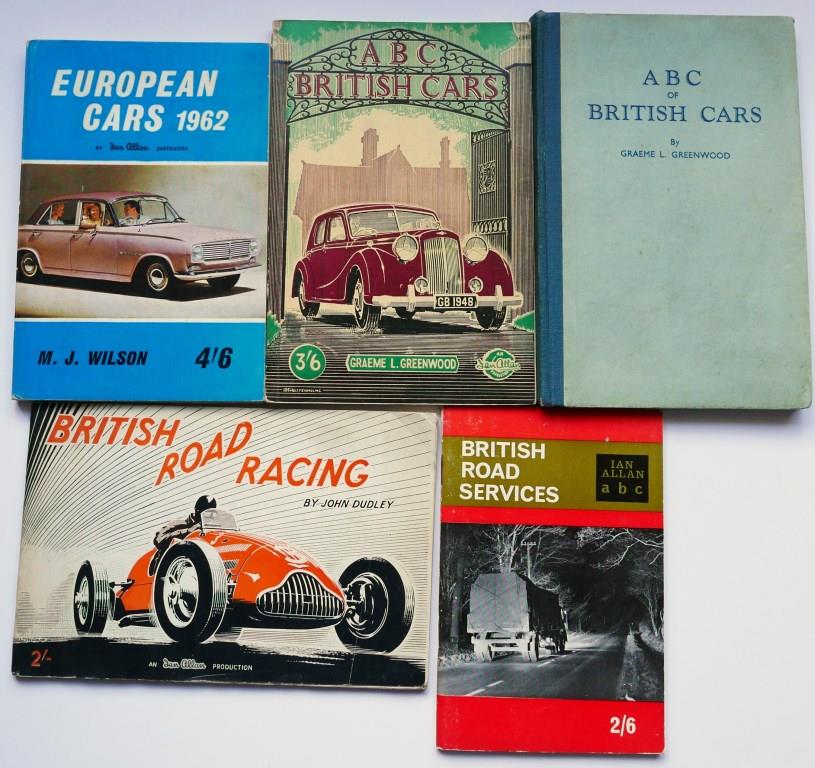 EUROPEAN
CARS 1962
an Ian Allan publication
M. J. WILSON 4'6
ABC
BRITISH CARS
GB 1948
3'6 GRAEME L. GREENWOOD AN
Ian Allan
PRODUCTION
ABC
OF
BRITISH CARS
By
GRAEME L. GREENWOOD
BRITISH
ROAD
RACING
BY JOHN DUDLEY
2/-
AN Ian Allan PRODUCTION
BRITISH
ROAD
SERVICES
IAN
ALLAN
a b c
2/6